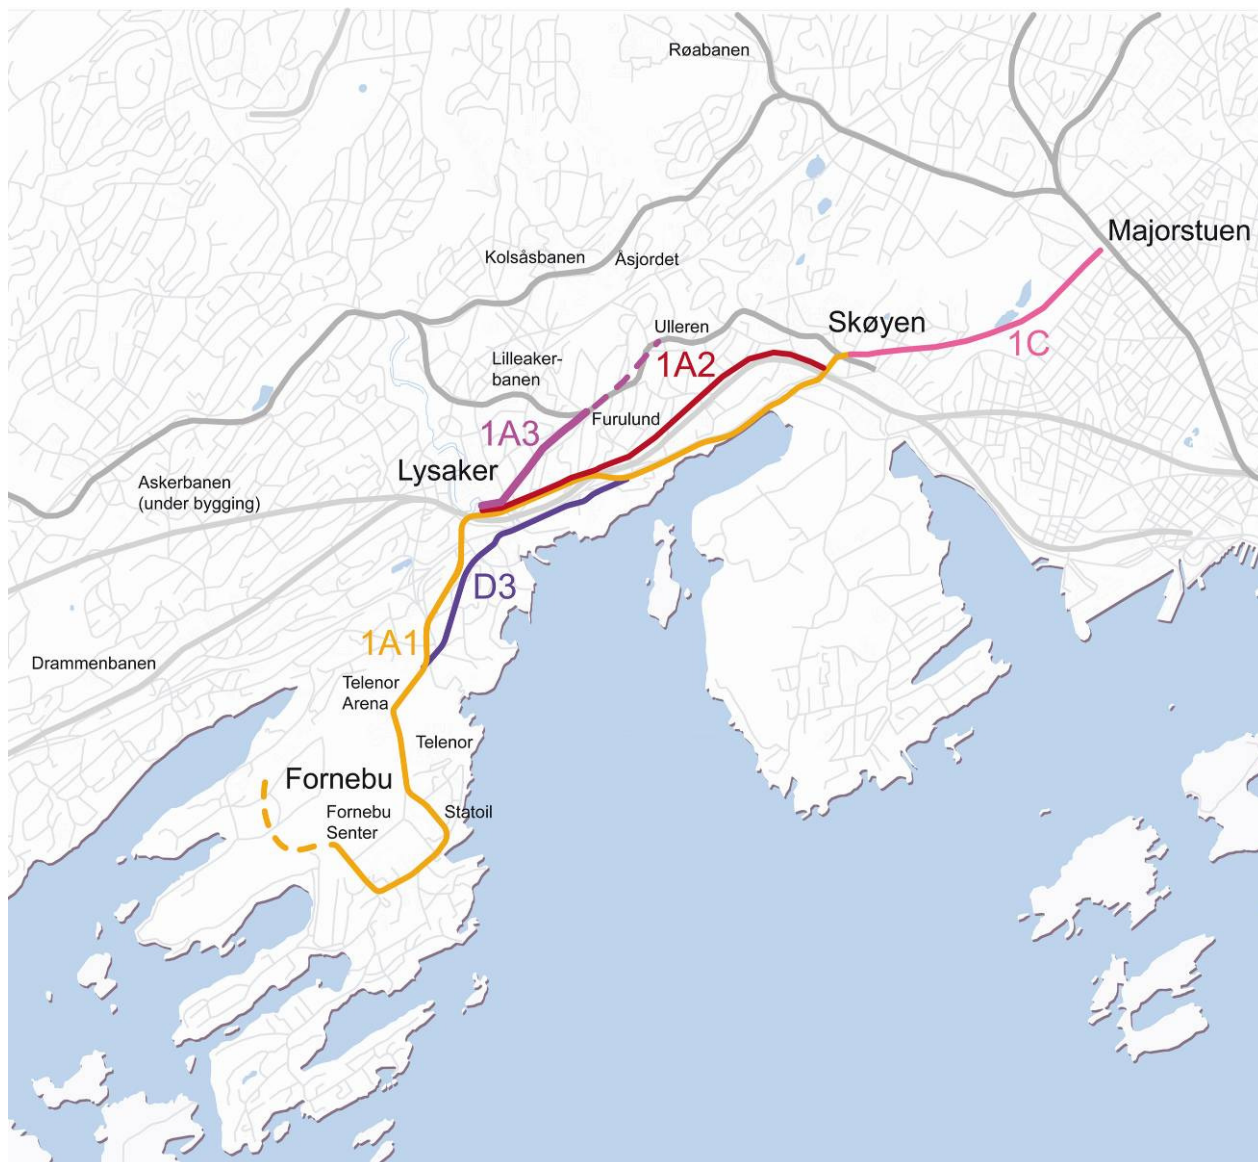 Røabanen
Majorstuen
Kolsåsbanen
Åsjordet
Skøyen
Ulleren
1C
Lilleaker-
banen
1A2
Furulund
1A3
Lysaker
Askerbanen
(under bygging)
D3
1A1
Drammenbanen
Telenor
Arena
Telenor
Fornebu
Fornebu
Senter
Statoil